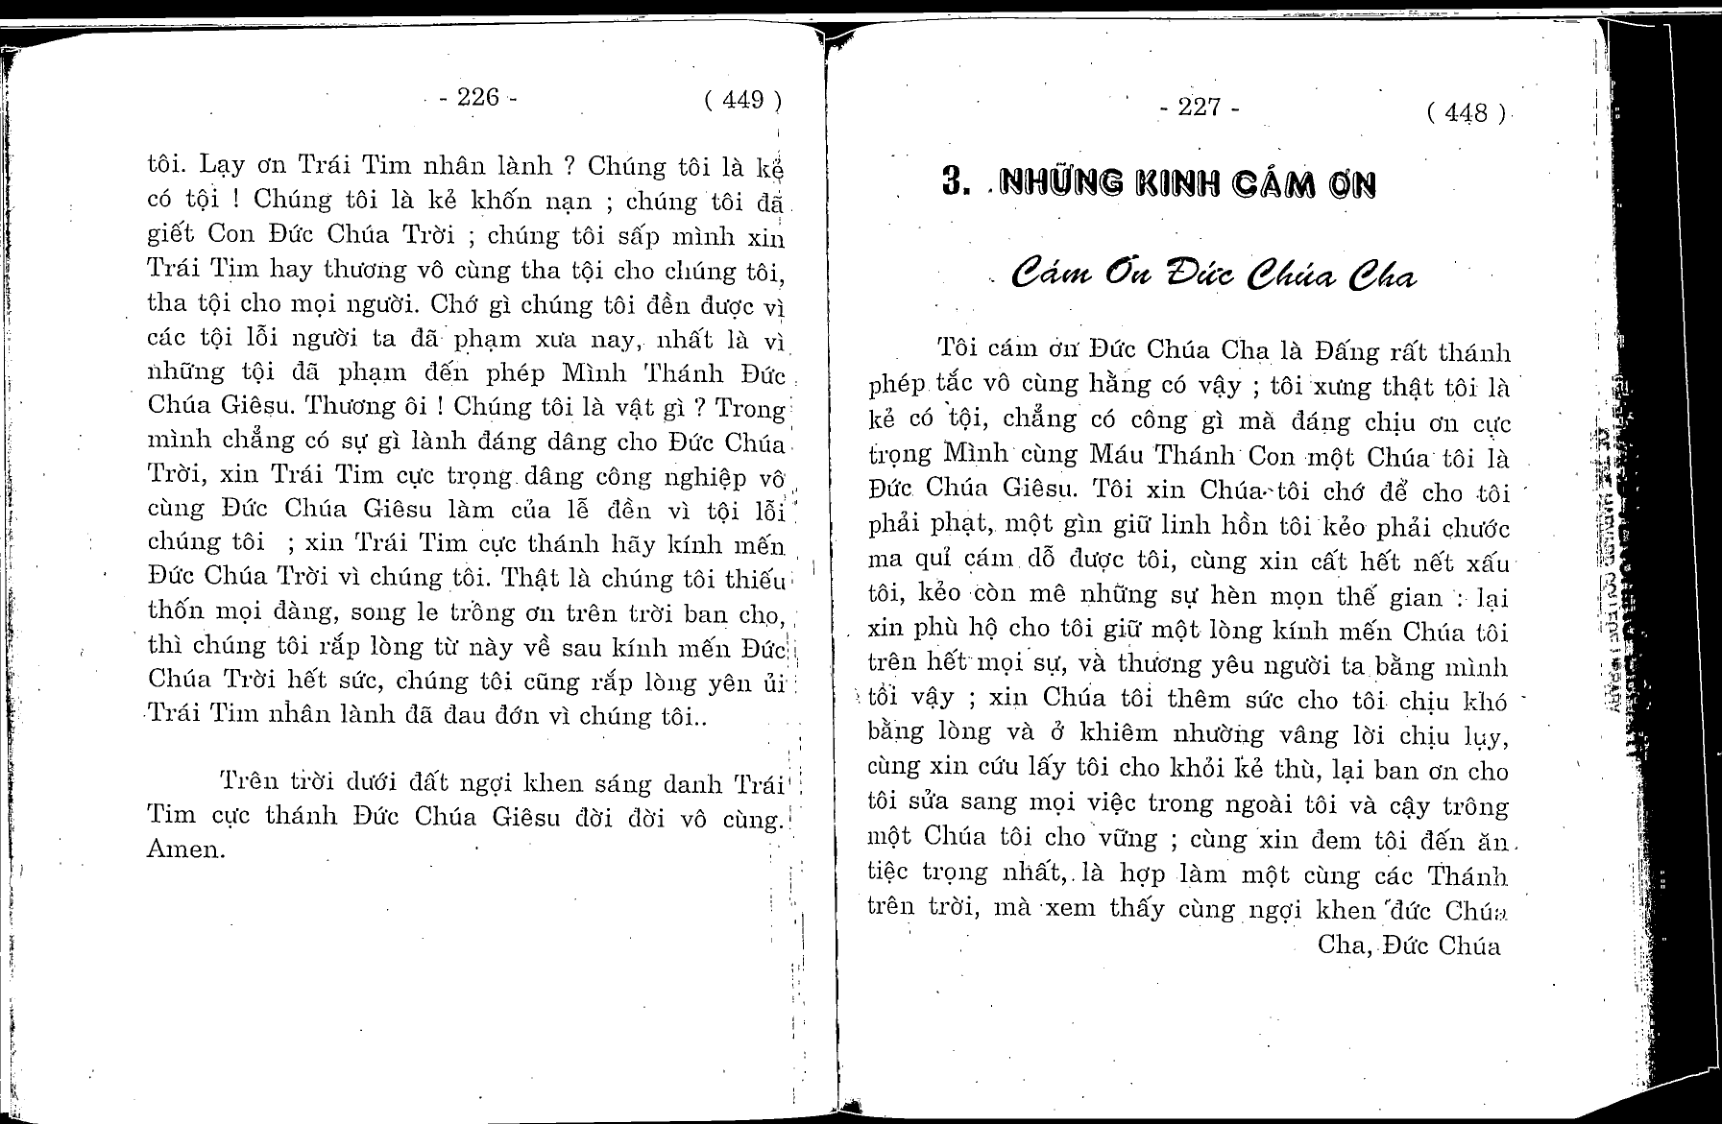 - 226 -
( 449 )
tôi. Lạy ơn Trái Tim nhân lành ? Chúng tôi là kẻ
có tội ! Chúng tôi là kẻ khốn nạn ; chúng tôi đã
giết Con Đức Chúa Trời ; chúng tôi sấp mình xin
Trái Tim hay thương vô cùng tha tội cho chúng tôi,
tha tội cho mọi người. Chớ gì chúng tôi đền được vì
các tội lỗi người ta đã phạm xưa nay, nhất là vì
những tội đã phạm đến phép Mình Thánh Đức
Chúa Giêsu. Thương ôi ! Chúng tôi là vật gì ? Trong
mình chẳng có sự gì lành đáng dâng cho Đức Chúa
Trời, xin Trái Tim cực trọng dâng công nghiệp vô
cùng Đức Chúa Giêsu làm của lễ đền vì tội lỗi
chúng tôi ; xin Trái Tim cực thánh hãy kính mến
Đức Chúa Trời vì chúng tôi. Thật là chúng tôi thiếu
thốn mọi đàng, song le trông ơn trên trời ban cho,
thì chúng tôi rắp lòng từ này về sau kính mến Đức
Chúa Trời hết sức, chúng tôi cũng rắp lòng yên ủi
Trái Tim nhân lành đã đau đớn vì chúng tôi..
Trên trời dưới đất ngợi khen sáng danh Trái
Tim cực thánh Đức Chúa Giêsu đời đời vô cùng.
Amen.
- 227 -
( 448 )
3. NHỮNG KINH CÁM ƠN
Cám Ơn Đức Chúa Cha
Tôi cám ơn Đức Chúa Cha là Đấng rất thánh
phép tắc vô cùng hằng có vậy ; tôi xưng thật tôi là
kẻ có tội, chẳng có công gì mà đáng chịu ơn cực
trọng Mình cùng Máu Thánh Con một Chúa tôi là
Đức Chúa Giêsu. Tôi xin Chúa tôi chớ để cho tôi
phải phạt, một gìn giữ linh hồn tôi kẻo phải chước
ma quỉ cám dỗ được tôi, cùng xin cất hết nết xấu
tôi, kẻo còn mê những sự hèn mọn thế gian : lại
xin phù hộ cho tôi giữ một lòng kính mến Chúa tôi
trên hết mọi sự, và thương yêu người ta bằng mình
tôi vậy ; xin Chúa tôi thêm sức cho tôi chịu khó
bằng lòng và ở khiêm nhường vâng lời chịu lụy,
cùng xin cứu lấy tôi cho khỏi kẻ thù, lại ban ơn cho
tôi sửa sang mọi việc trong ngoài tôi và cậy trông
một Chúa tôi cho vững ; cùng xin đem tôi đến ăn
tiệc trọng nhất, là hợp làm một cùng các Thánh
trên trời, mà xem thấy cùng ngợi khen đức Chúa
Cha, Đức Chúa